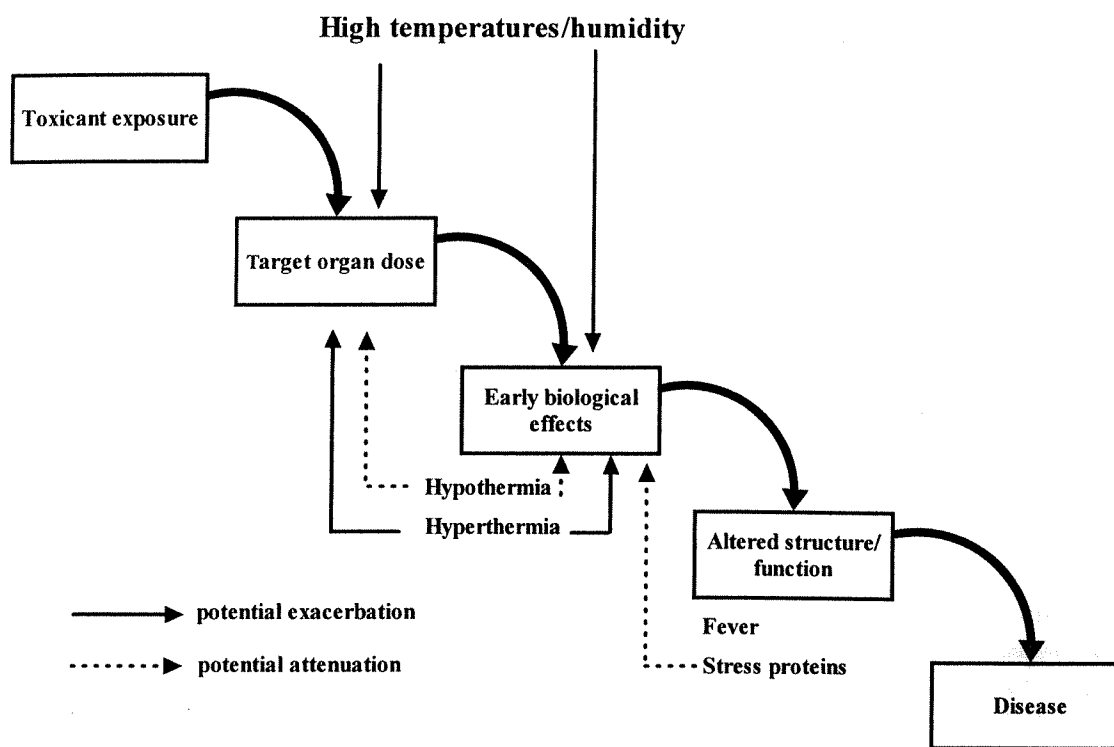 High temperatures/humidity
Toxicant exposure
Target organ dose
Early biological
effects
Hypothermia
Hyperthermia
Altered structure/
function
potential exacerbation
Fever
potential attenuation
Stress proteins
Disease